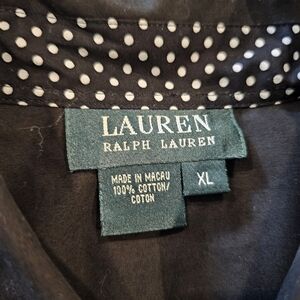 LAUREN
RALPH LAUREN
MADE IN MACAU
100% COTTON/
COTON
XL